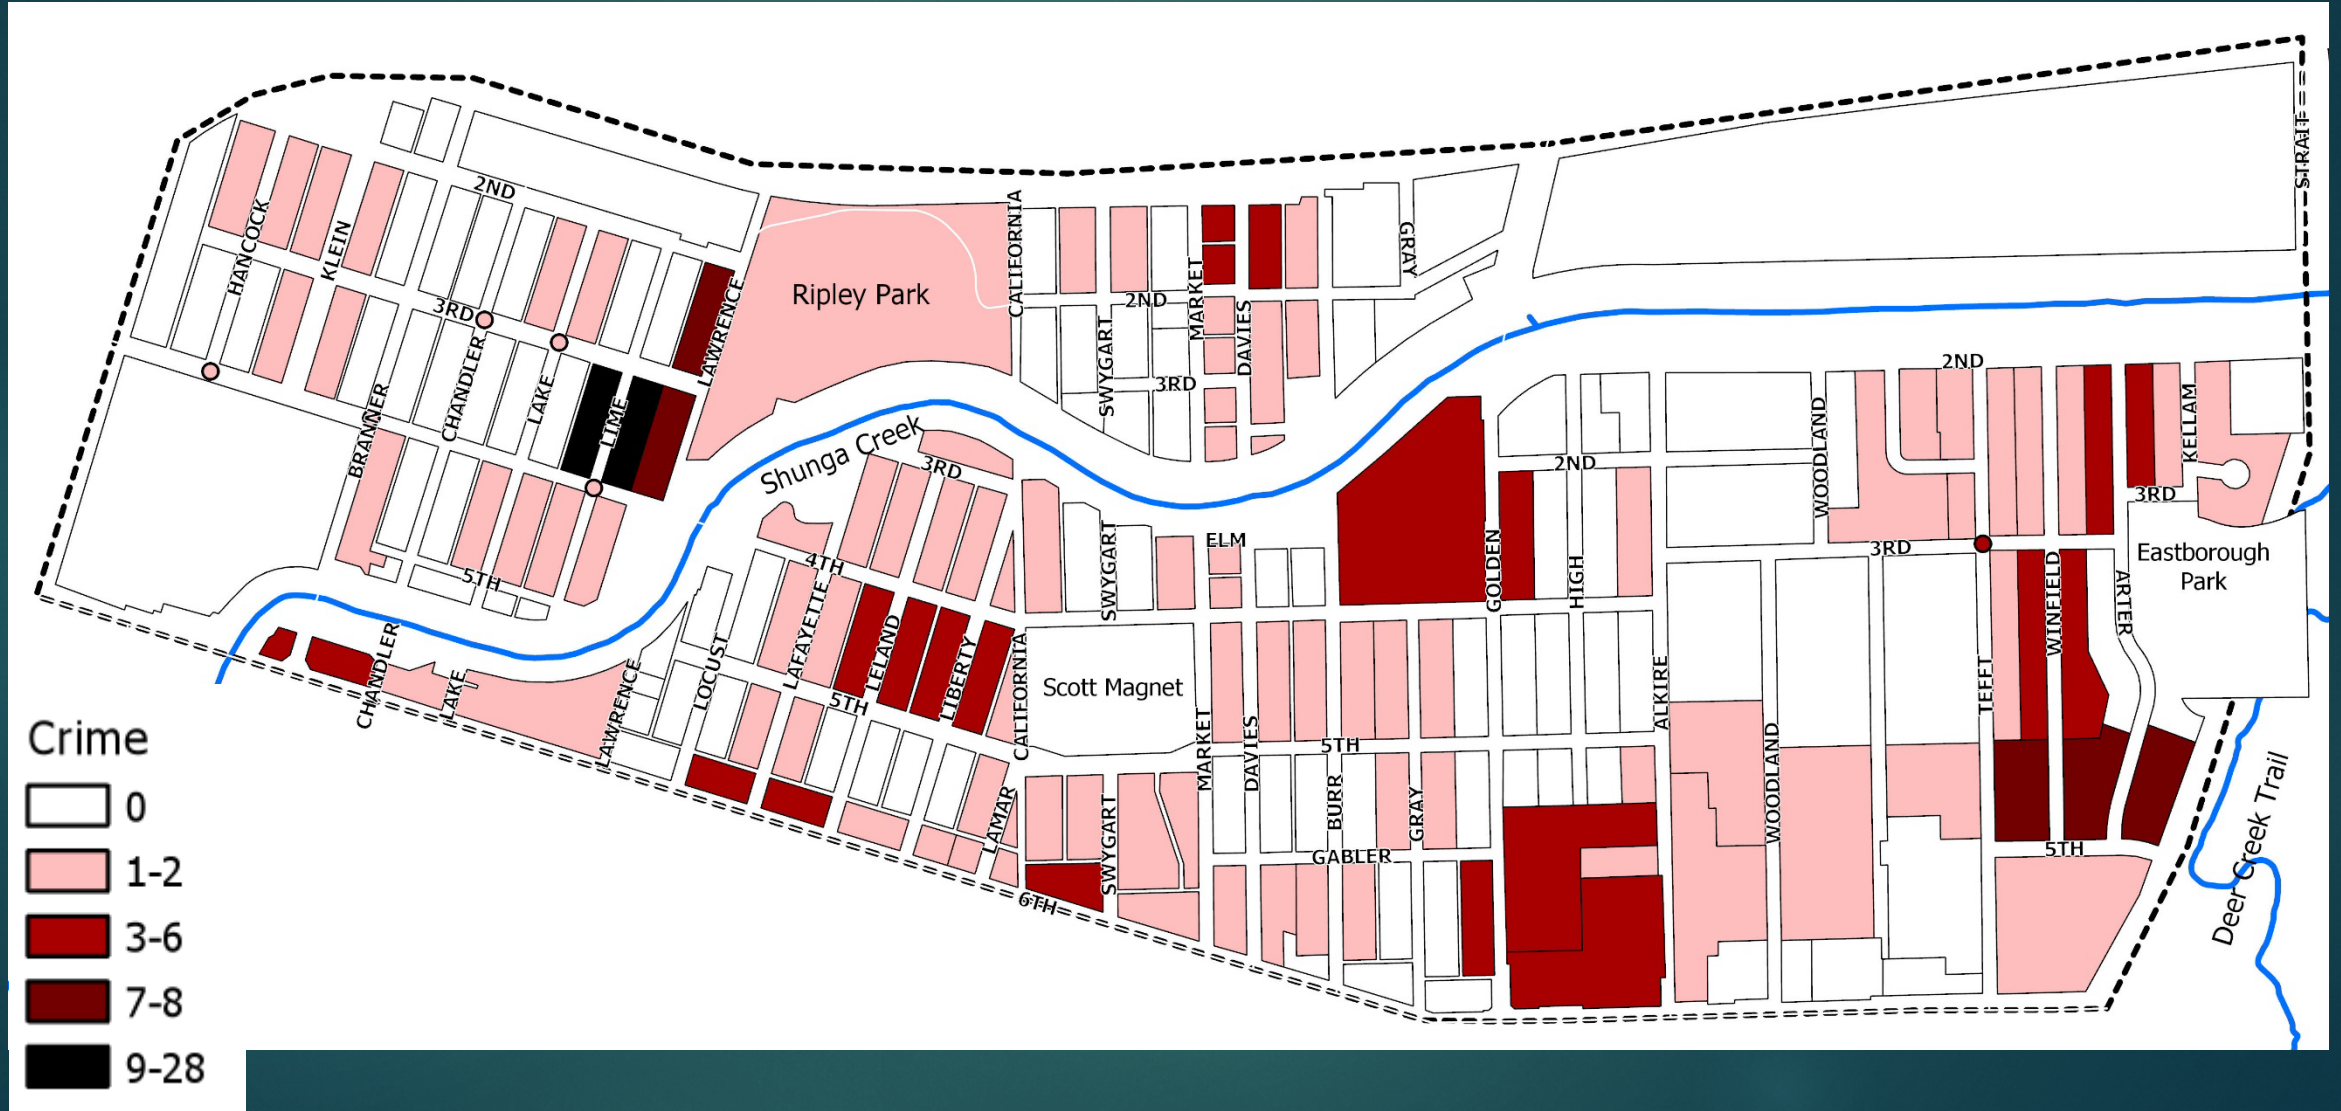 STRAIT
2ND
HANCOCK
KLEIN
3RD
LAWRENCE
Ripley Park
CALIFORNIA
2ND
SWYGART
MARKET
DAVIES
3RD
GRAY
BRANNER
CHANDLER
LAKE
LIME
5TH
Shunga Creek
3RD
4TH
2ND
WOODLAND
KELLAM
3RD
2ND
GOLDEN
HIGH
ELM
SWYGART
3RD
Eastborough
Park
WINFIELD
ARTER
TEFFT
ALKIRE
CHANDLER
LAKE
LAWRENCE
LOCUST
LAFAYETTE
LELAND
LIBERTY
CALIFORNIA
5TH
Scott Magnet
MARKET
DAVIES
5TH
BURR
GRAY
WOODLAND
GABLER
LAMAR
SWYGART
6TH
5TH
Deer Creek Trail
Crime
0
1-2
3-6
7-8
9-28